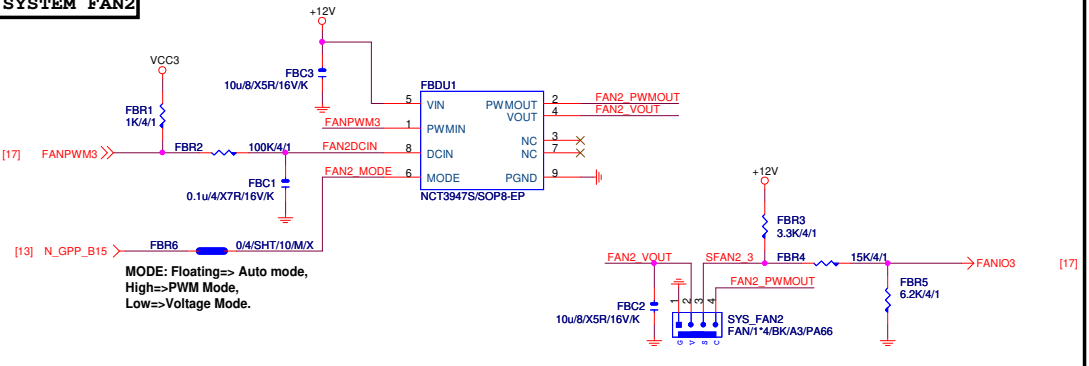 SYSTEM FAN2
+12V
VCC3
FBC3
10u/8/X5R/16V/K
FBDU1
FBR1
1K/4/1
5 VIN PWMOUT 2 FAN2_PWMOUT
VOUT 4 FAN2_VOUT
FANPWM3 1 PWMIN
NC 3
[17] FANPWM3 FBR2 100K/4/1 FAN2DCIN 8 DCIN NC 7
FAN2_MODE 6 MODE PGND 9
FBC1
0.1u/4/X7R/16V/K
NCT3947S/SOP8-EP
[13] N_GPP_B15 FBR6 0/4/SHT/10/M/X
MODE: Floating=> Auto mode,
High=>PWM Mode,
Low=>Voltage Mode.
+12V
FBR3
3.3K/4/1
FAN2_VOUT SFAN2_3 FBR4 15K/4/1 FANIO3 [17]
FAN2_PWMOUT
FBR5
6.2K/4/1
FBC2
10u/8/X5R/16V/K
1 2 3 4
SYS_FAN2
FAN/1*4/BK/A3/PA66
G V S C